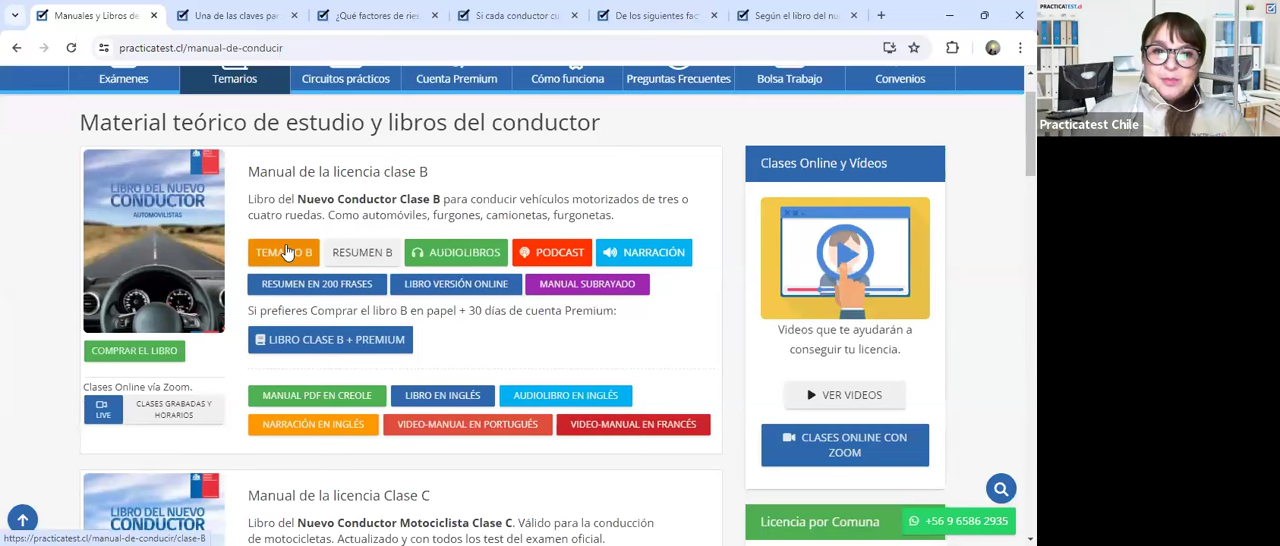 Manuales y Libros de
Una de las claves par
¿Qué factores de ries
Si cada conductor cu
De los siguientes fac
Según el libro del nu
practicatest.cl/manual-de-conducir
PRACTICATEST.cl
Exámenes
Temarios
Circuitos Prácticos
Cuenta Premium
Cómo funciona
Preguntas Frecuentes
Bolsa Trabajo
Convenios
Practicatest Chile
Material teórico de estudio y libros del conductor
LIBRO DEL NUEVO
CONDUCTOR
AUTOMOVILISTAS
COMPRAR EL LIBRO
Clases Online vía Zoom.
LIVE
CLASES GRABADAS Y
HORARIOS
Manual de la licencia clase B
Libro del Nuevo Conductor Clase B para conducir vehículos motorizados de tres o
cuatro ruedas. Como automóviles, furgones, camionetas, furgonetas.
TEMARIO B
RESUMEN B
AUDIOLIBROS
PODCAST
NARRACIÓN
RESUMEN EN 200 FRASES
LIBRO VERSIÓN ONLINE
MANUAL SUBRAYADO
Si prefieres Comprar el libro B en papel + 30 días de cuenta Premium:
LIBRO CLASE B + PREMIUM
MANUAL PDF EN CREOLE
LIBRO EN INGLÉS
AUDIOLIBRO EN INGLÉS
NARRACIÓN EN INGLÉS
VIDEO-MANUAL EN PORTUGUÉS
VIDEO-MANUAL EN FRANCÉS
Clases Online y Vídeos
Videos que te ayudarán a
conseguir tu licencia.
VER VIDEOS
CLASES ONLINE CON
ZOOM
LIBRO DEL NUEVO
Manual de la licencia Clase C
Conductor Motociclista Clase C. Válido para la conducción
Actualizado y con todos los test del examen oficial.
Licencia por Comuna
+56 9 6586 2935
https://practicatest.cl/manual-de-conducir/clase-B